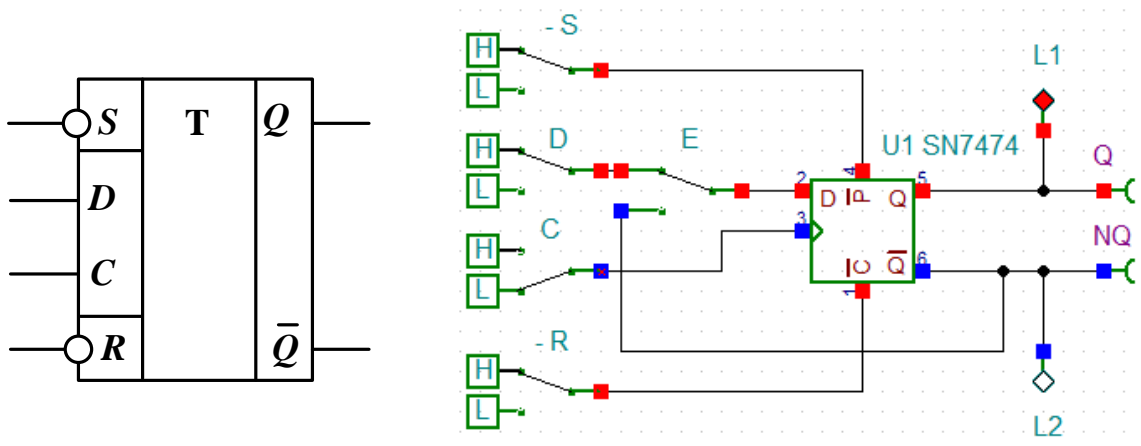 S T Q
D
C
R Q̅
- S
H
L
D E
H
L
C
H
L
- R
H
L
U1 SN7474
2 D
3
4 P̅
5 Q
6 Q̅
1 C̅
L1
Q
NQ
L2